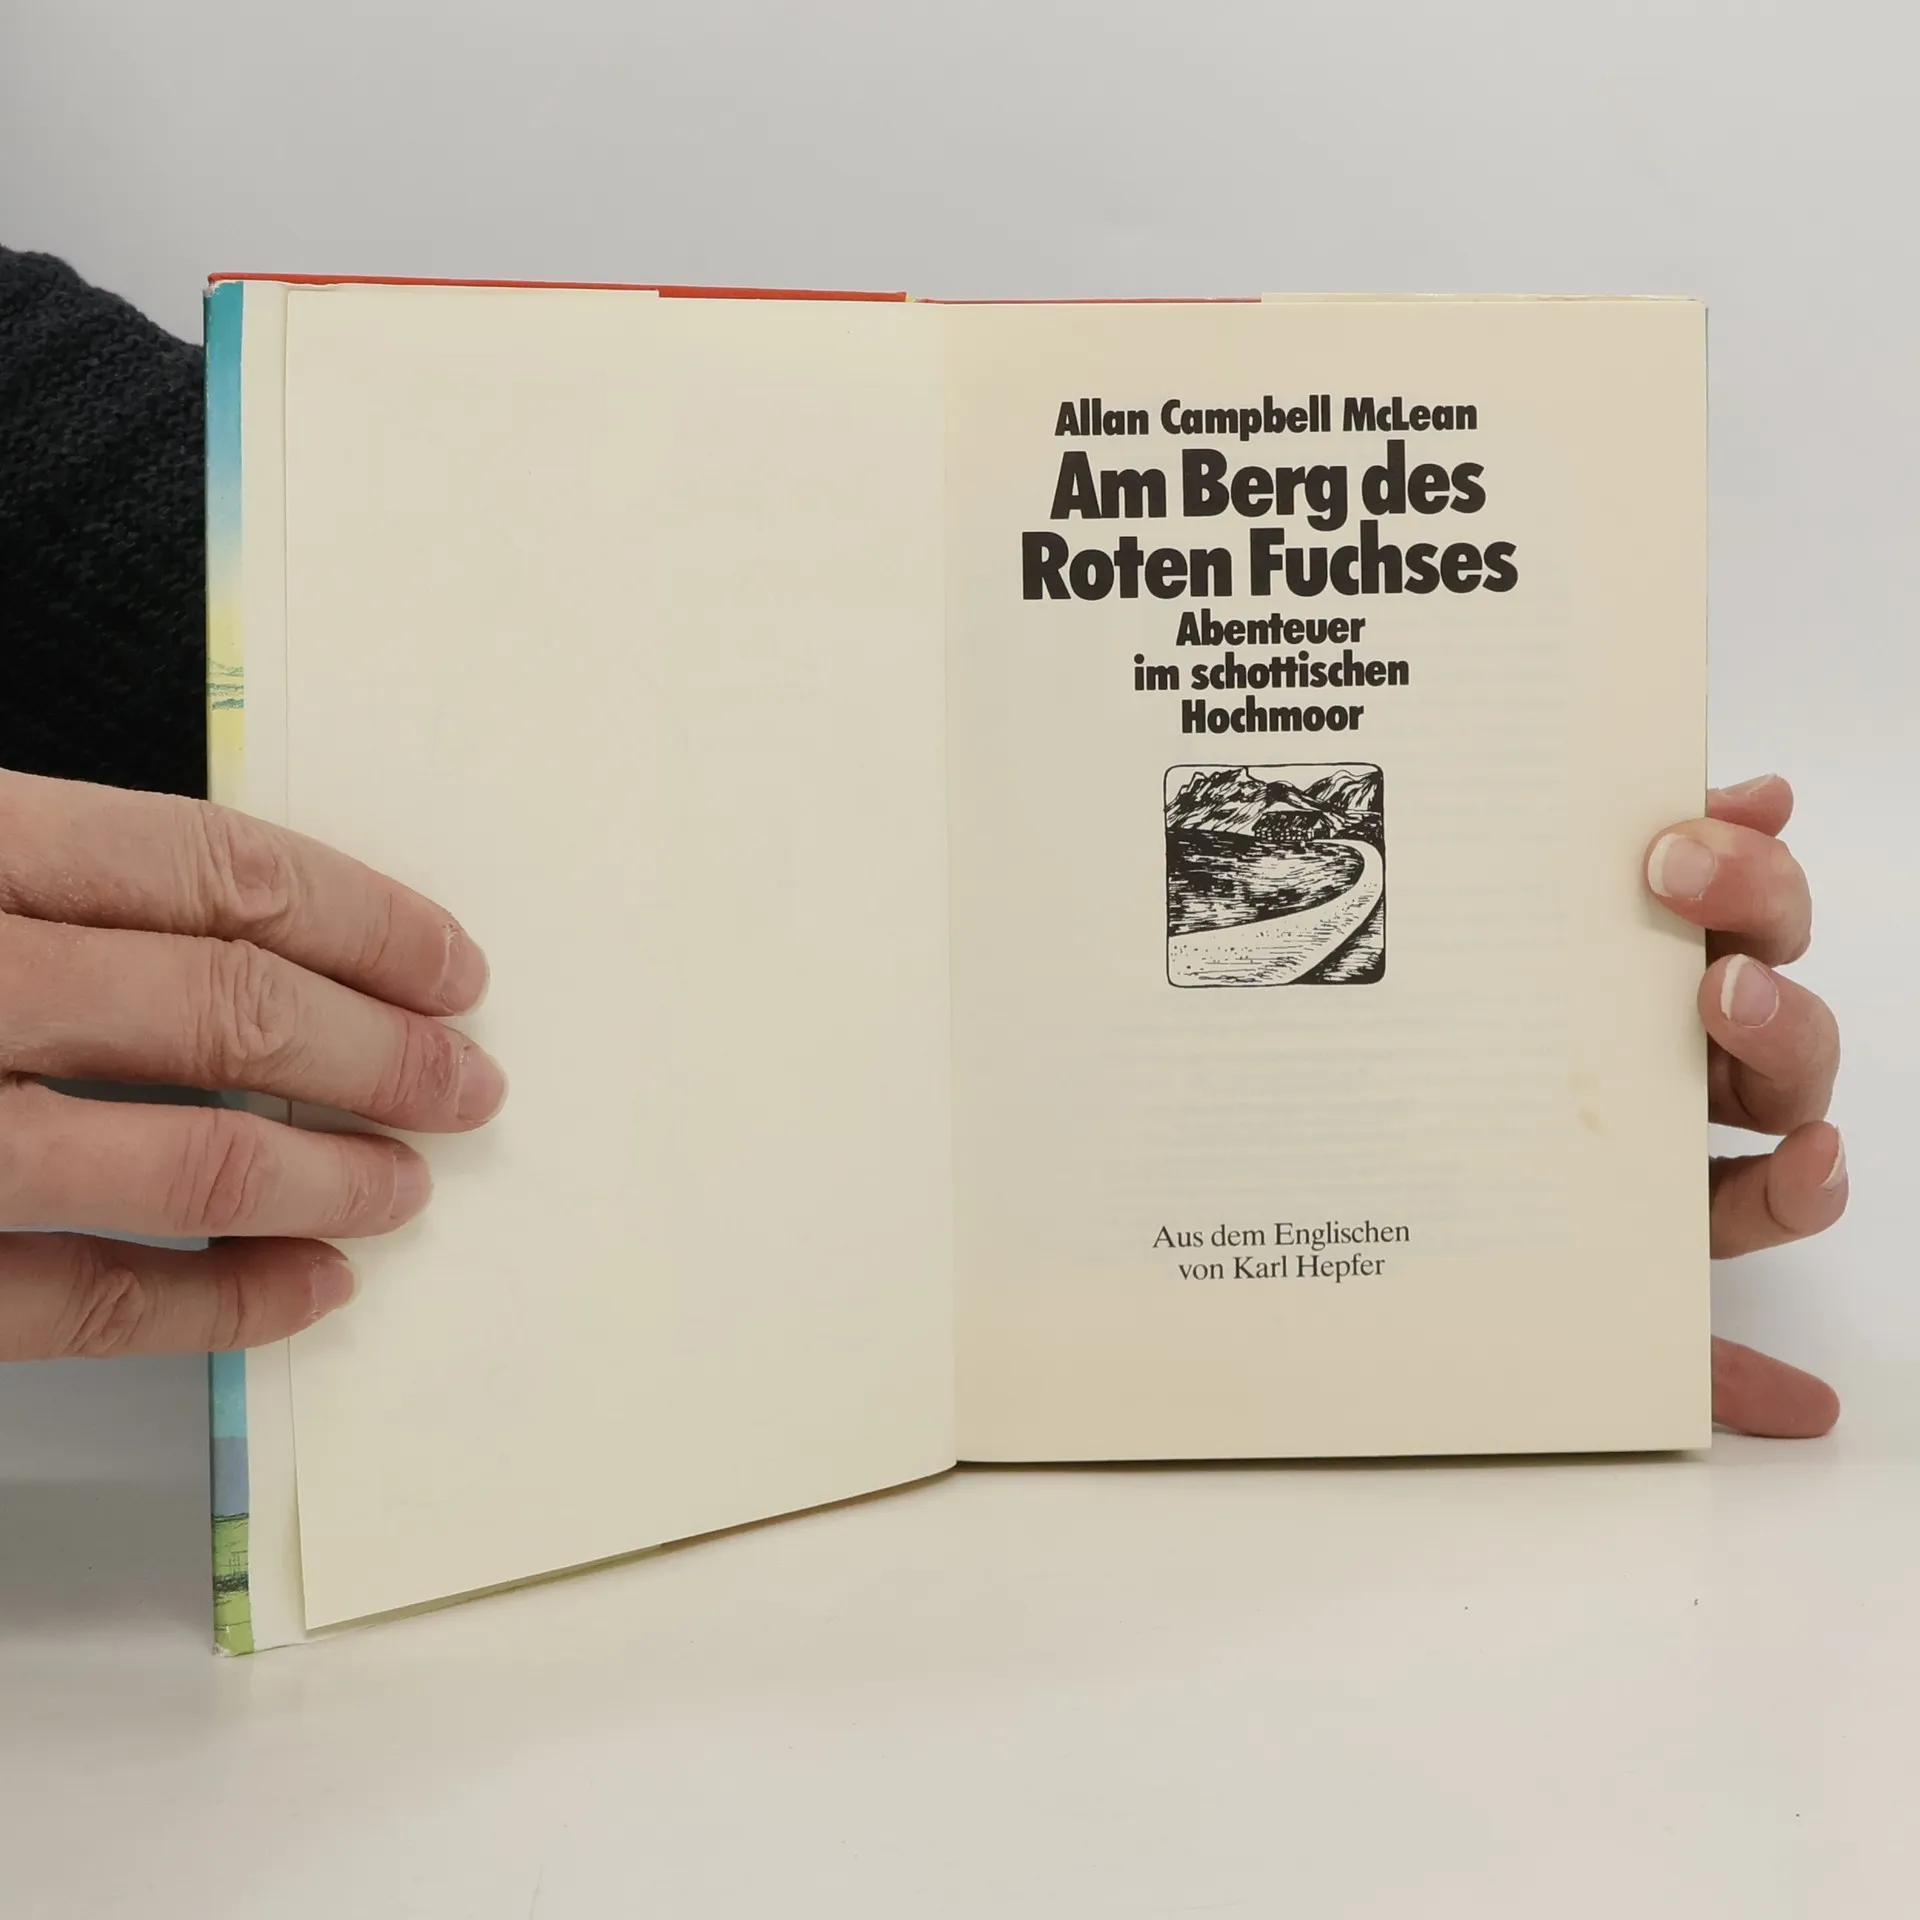 Allan Campbell McLean
Am Berg des
Roten Fuchses
Abenteuer
im schottischen
Hochmoor
Aus dem Englischen
von Karl Hepfer